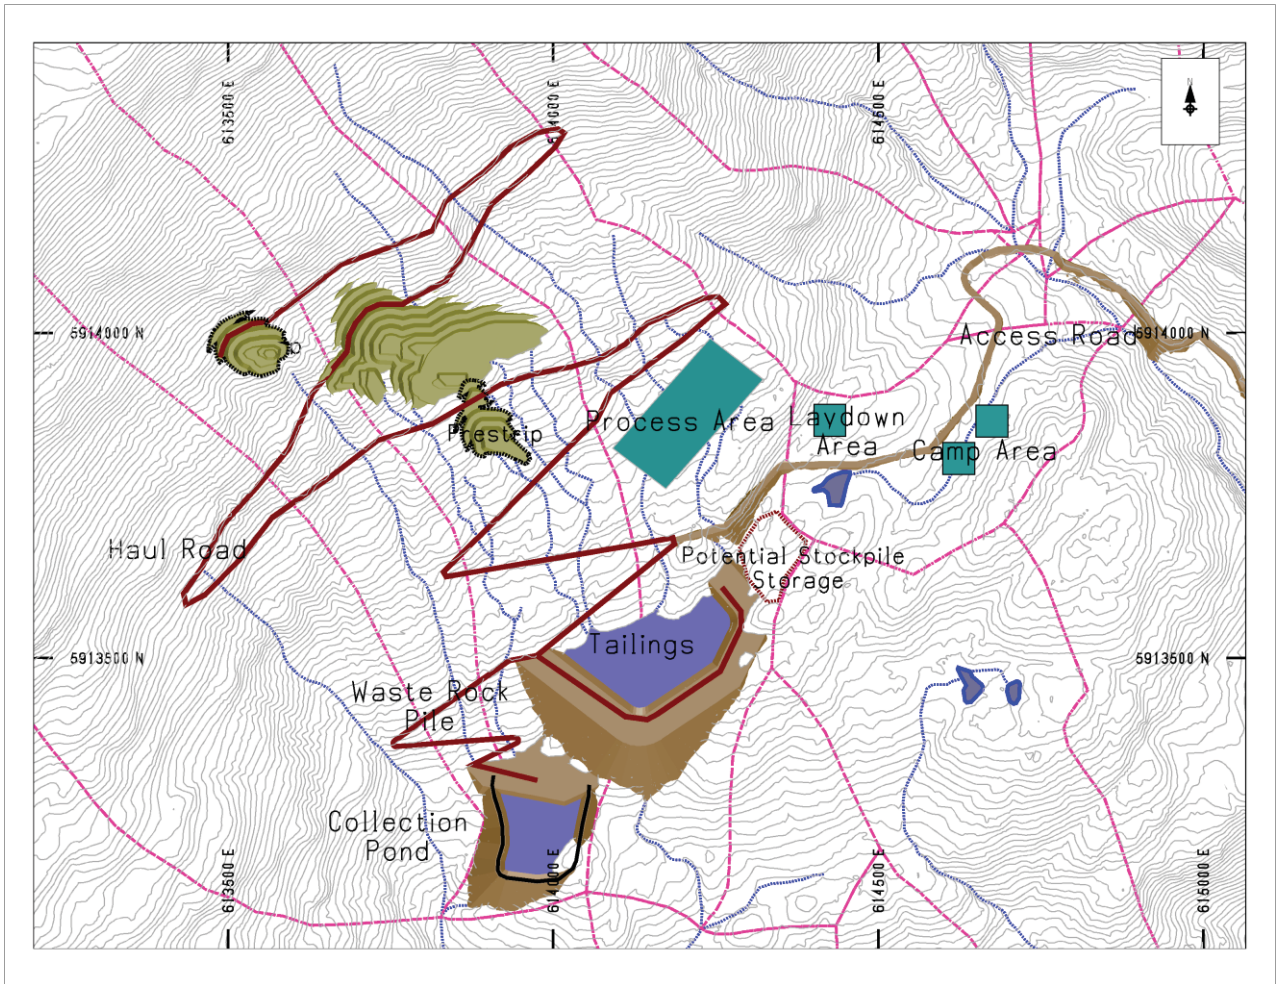 N
613500 E
614000 E
614500 E
5914000 N
Access Road
5914000 N
Process Area
Laydown
Area
Prestrip
Camp Area
Haul Road
Potential Stockpile
Storage
Tailings
5913500 N
5913500 N
Waste Rock
Pile
Collection
Pond
613500 E
614000 E
614500 E
615000 E